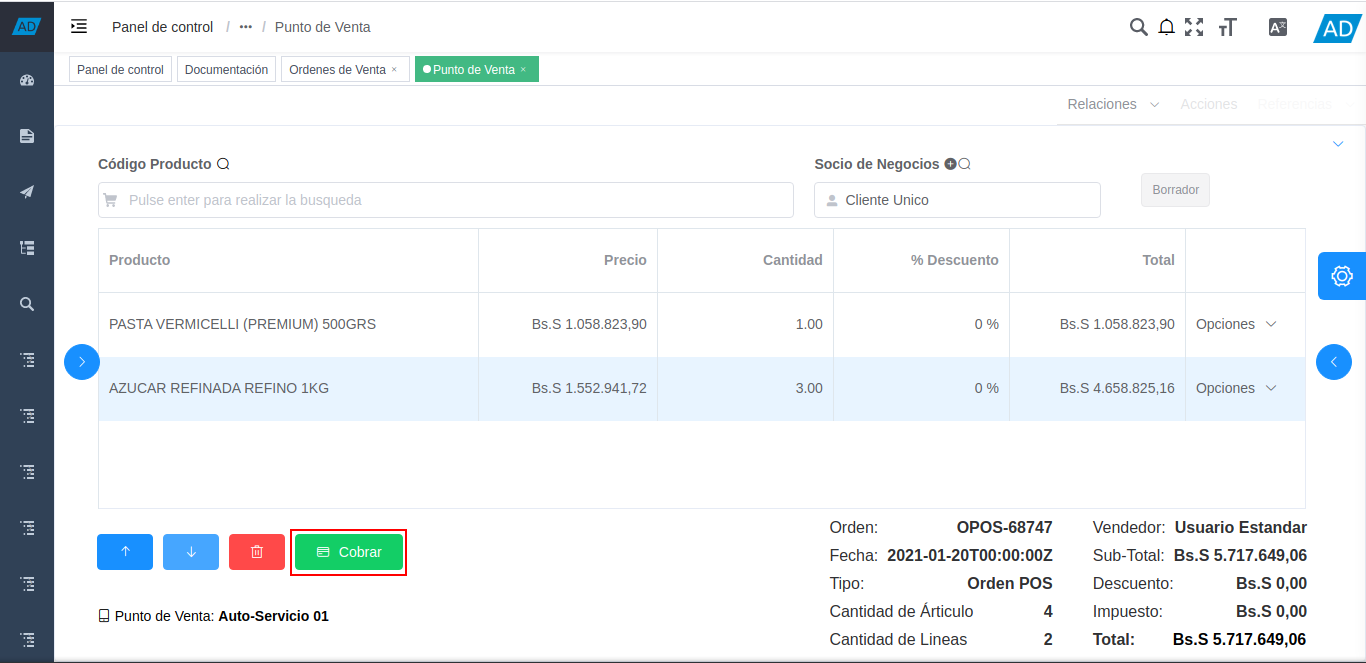 AD
Panel de control / ••• / Punto de Venta
AD
Panel de control
Documentación
Ordenes de Venta ×
Punto de Venta ×
Relaciones
Acciones
Referencias
Código Producto
Socio de Negocios
Pulse enter para realizar la busqueda
Cliente Unico
Borrador
Producto Precio Cantidad % Descuento Total
PASTA VERMICELLI (PREMIUM) 500GRS Bs.S 1.058.823,90 1.00 0 % Bs.S 1.058.823,90 Opciones
AZUCAR REFINADA REFINO 1KG Bs.S 1.552.941,72 3.00 0 % Bs.S 4.658.825,16 Opciones
Cobrar
Punto de Venta: Auto-Servicio 01
Orden: OPOS-68747
Fecha: 2021-01-20T00:00:00Z
Tipo: Orden POS
Cantidad de Árticulo 4
Cantidad de Lineas 2
Vendedor: Usuario Estandar
Sub-Total: Bs.S 5.717.649,06
Descuento: Bs.S 0,00
Impuesto: Bs.S 0,00
Total: Bs.S 5.717.649,06